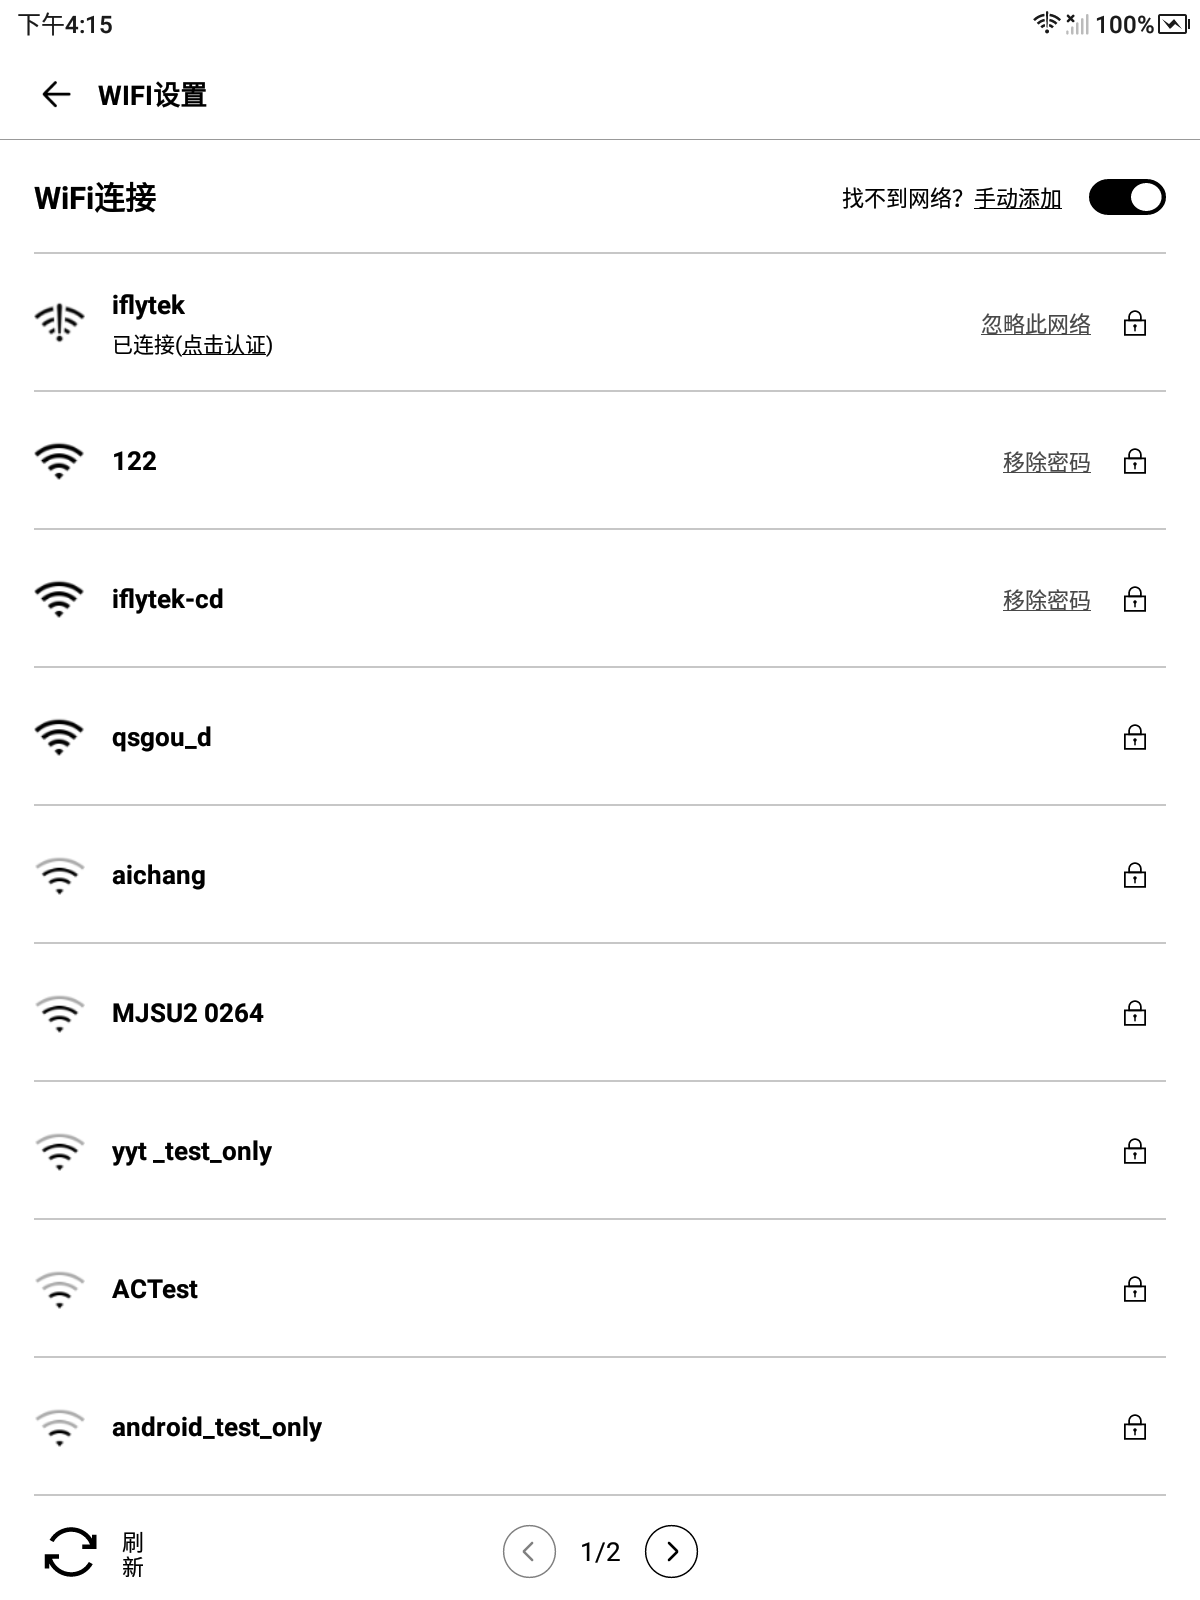 下午4:15
100%
WIFI设置
WiFi连接
找不到网络? 手动添加
iflytek
已连接(点击认证)
忽略此网络
122
移除密码
iflytek-cd
移除密码
qsgou_d
aichang
MJSU2 0264
yyt _test_only
ACTest
android_test_only
刷
新
1/2